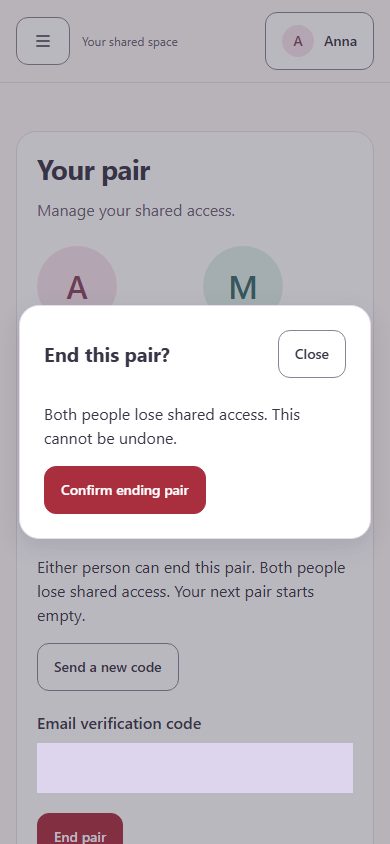 Your shared space
A
Anna
Your pair
Manage your shared access.
A
M
End this pair?
Close
Both people lose shared access. This
cannot be undone.
Confirm ending pair
Either person can end this pair. Both people
lose shared access. Your next pair starts
empty.
Send a new code
Email verification code
End pair